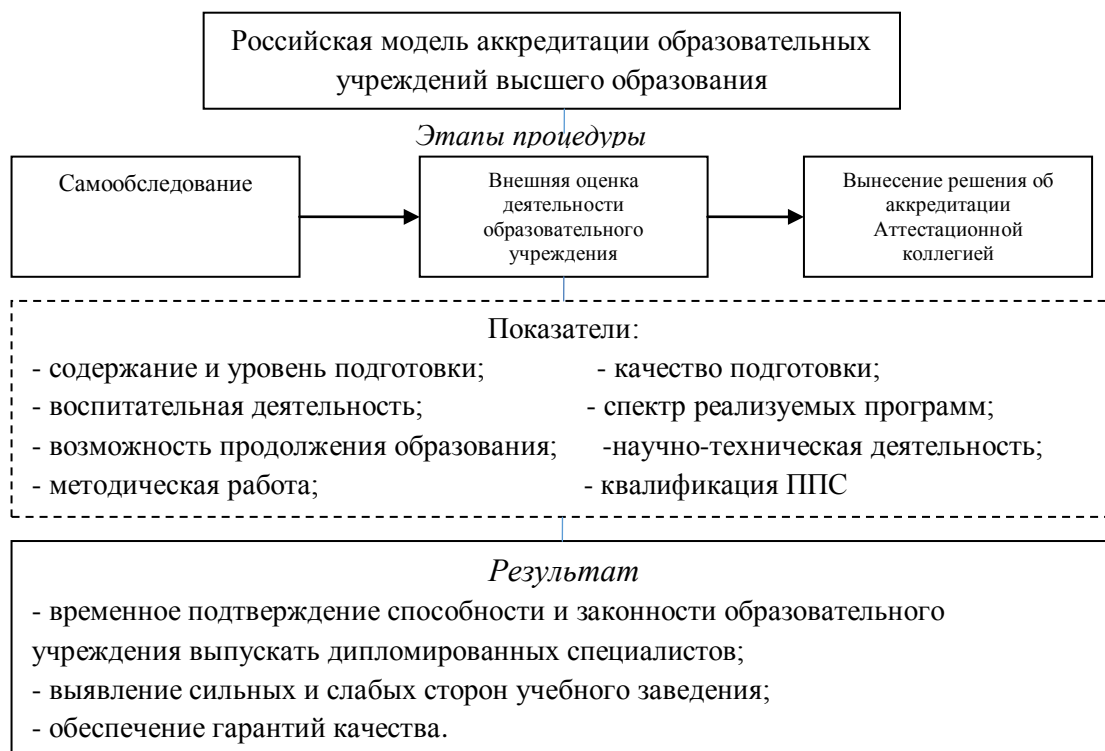 Российская модель аккредитации образовательных
учреждений высшего образования
Этапы процедуры
Самообследование
Внешняя оценка
деятельности
образовательного
учреждения
Вынесение решения об
аккредитации
Аттестационной
коллегией
Показатели:
- содержание и уровень подготовки; - качество подготовки;
- воспитательная деятельность; - спектр реализуемых программ;
- возможность продолжения образования; -научно-техническая деятельность;
- методическая работа; - квалификация ППС
Результат
- временное подтверждение способности и законности образовательного
учреждения выпускать дипломированных специалистов;
- выявление сильных и слабых сторон учебного заведения;
- обеспечение гарантий качества.